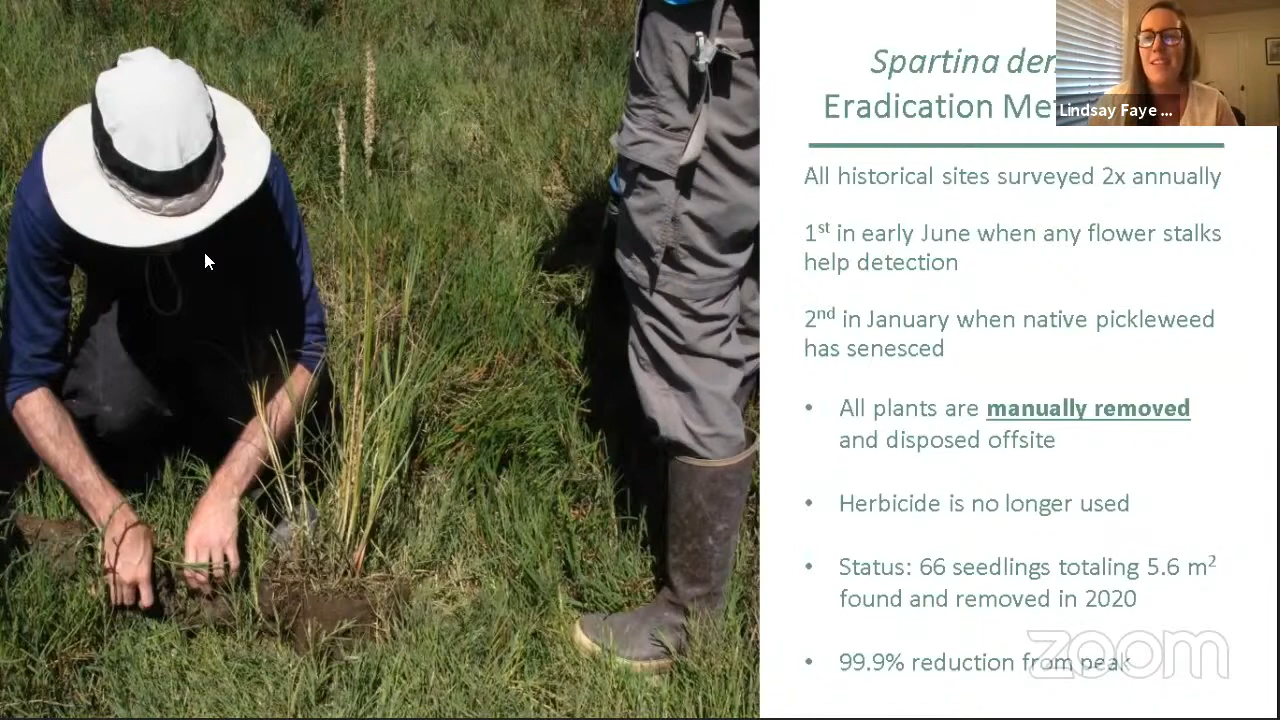 Spartina den
Eradication Me
Lindsay Faye ...
All historical sites surveyed 2x annually
1st in early June when any flower stalks
help detection
2nd in January when native pickleweed
has senesced
• All plants are manually removed
and disposed offsite
• Herbicide is no longer used
• Status: 66 seedlings totaling 5.6 m²
found and removed in 2020
• 99.9% reduction from peak
zoom